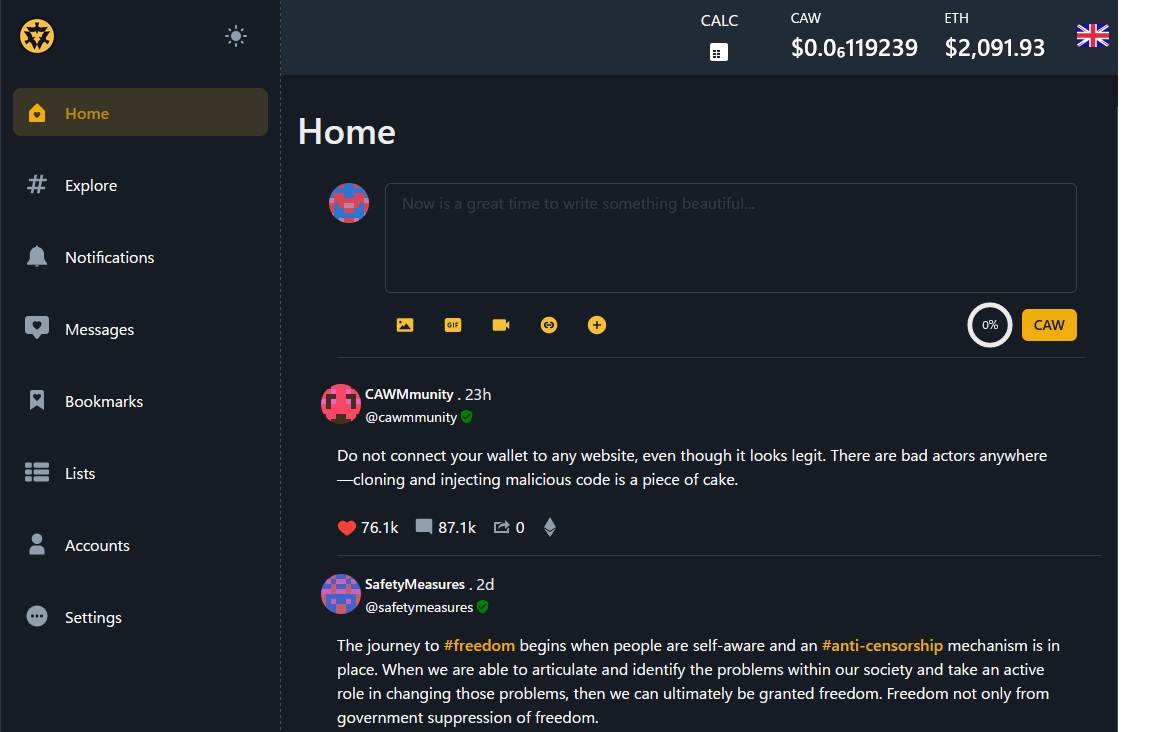 CALC
CAW
ETH
$0.0₆119239
$2,091.93
Home
Explore
Notifications
Messages
Bookmarks
Lists
Accounts
Settings
Home
Now is a great time to write something beautiful...
GIF
0%
CAW
CAWMmunity . 23h
@cawmmunity
Do not connect your wallet to any website, even though it looks legit. There are bad actors anywhere
—cloning and injecting malicious code is a piece of cake.
76.1k 87.1k 0
SafetyMeasures . 2d
@safetymeasures
The journey to #freedom begins when people are self-aware and an #anti-censorship mechanism is in
place. When we are able to articulate and identify the problems within our society and take an active
role in changing those problems, then we can ultimately be granted freedom. Freedom not only from
government suppression of freedom.